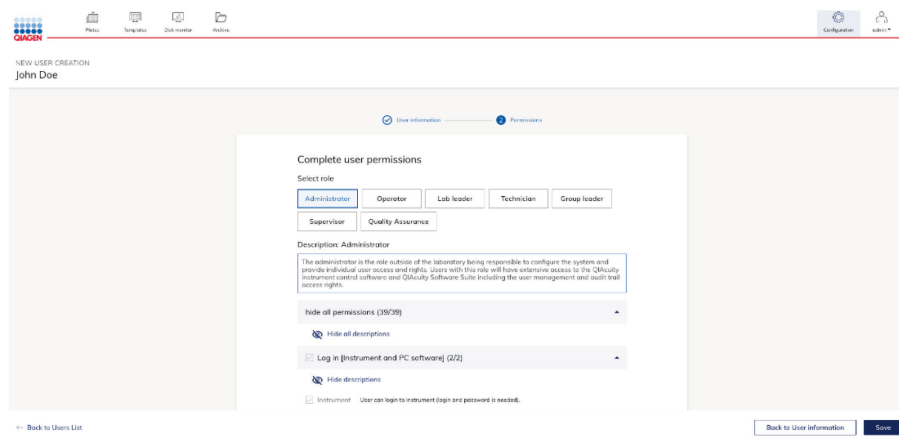 QIAGEN
Plates
Templates
Disk monitor
Archive
Configuration
admin
NEW USER CREATION
John Doe
User information
2
Permissions
Complete user permissions
Select role
Administrator
Operator
Lab leader
Technician
Group leader
Supervisor
Quality Assurance
Description: Administrator
The administrator is the role outside of the laboratory being responsible to configure the system and
provide individual user access and rights. Users with this role will have extensive access to the QIAcuity
instrument control software and QIAcuity Software Suite including the user management and audit trail
access rights.
hide all permissions (39/39)
Hide all descriptions
Log in [Instrument and PC software] (2/2)
Hide descriptions
Instrument User can login to instrument (login and password is needed).
← Back to Users List
Back to User information
Save